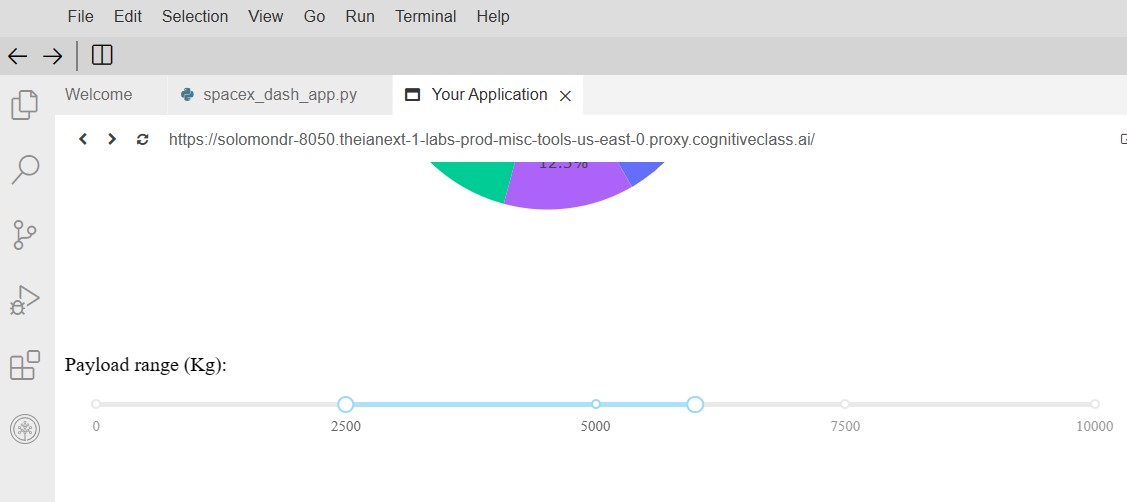 File Edit Selection View Go Run Terminal Help
Welcome spacex_dash_app.py Your Application
https://solomondr-8050.theianext-1-labs-prod-misc-tools-us-east-0.proxy.cognitiveclass.ai/
12.5%
Payload range (Kg):
0 2500 5000 7500 10000